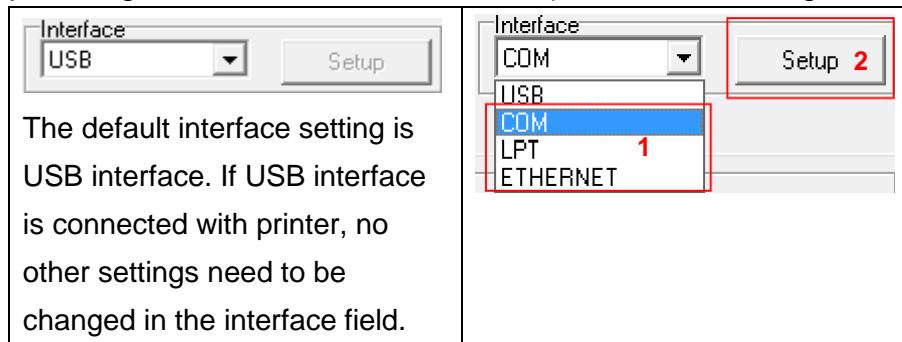 Interface
USB
Setup
The default interface setting is
USB interface. If USB interface
is connected with printer, no
other settings need to be
changed in the interface field.
Interface
COM
Setup 2
USB
COM
LPT 1
ETHERNET